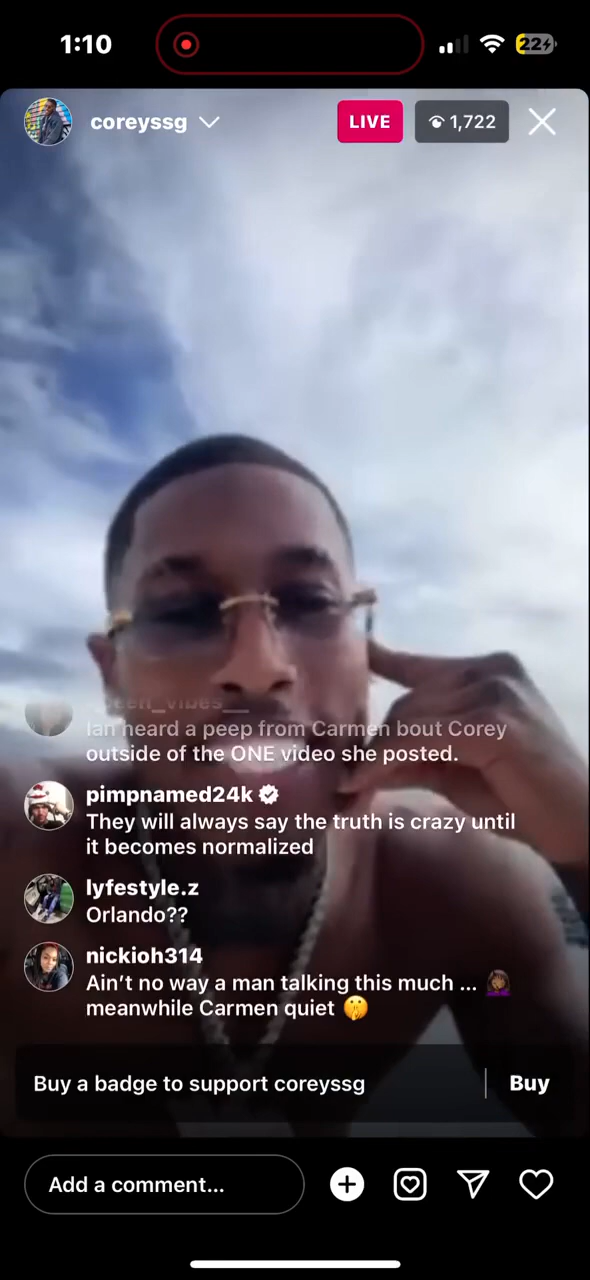 1:10
22
coreyssg
LIVE
1,722
Ian heard a peep from Carmen bout Corey
outside of the ONE video she posted.
pimpnamed24k
They will always say the truth is crazy until
it becomes normalized
lyfestyle.z
Orlando??
nickioh314
Ain’t no way a man talking this much ...
meanwhile Carmen quiet
Buy a badge to support coreyssg
Buy
Add a comment...